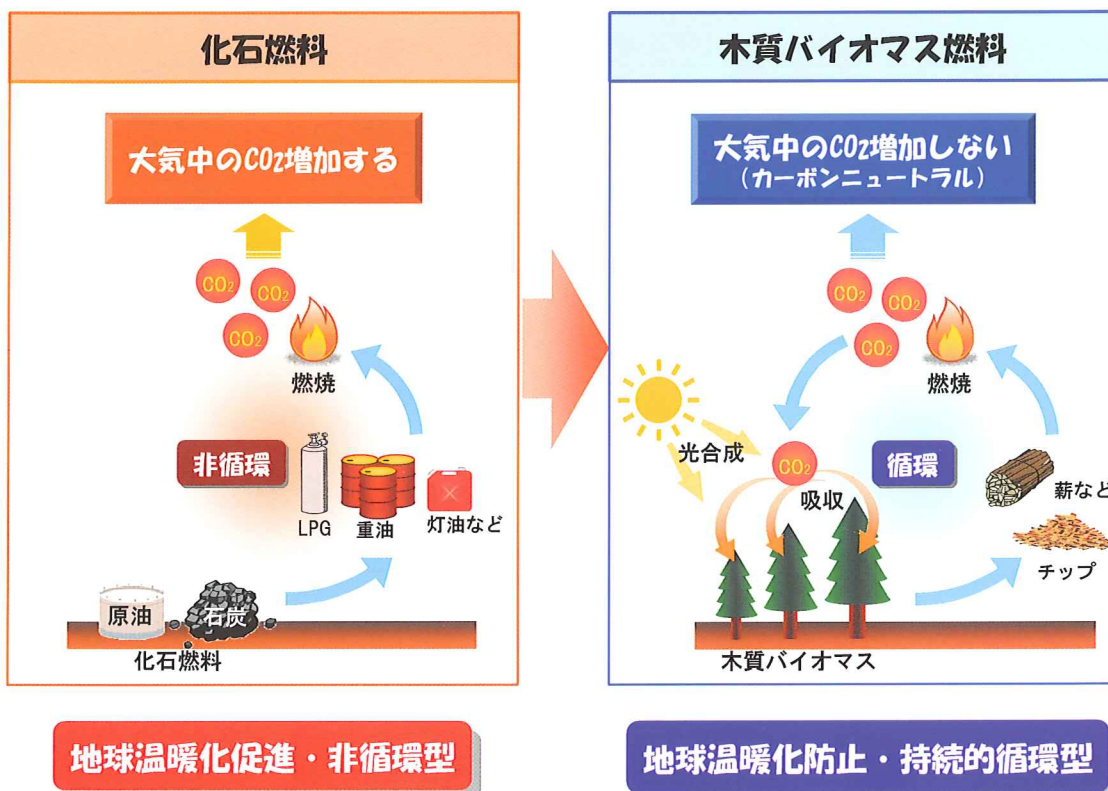 化石燃料
大気中のCO2増加する
CO2
CO2
CO2
燃焼
非循環
LPG
重油
灯油など
原油
石炭
化石燃料
地球温暖化促進・非循環型
木質バイオマス燃料
大気中のCO2増加しない
(カーボンニュートラル)
CO2
CO2
CO2
燃焼
光合成
CO2
循環
吸収
薪など
チップ
木質バイオマス
地球温暖化防止・持続的循環型